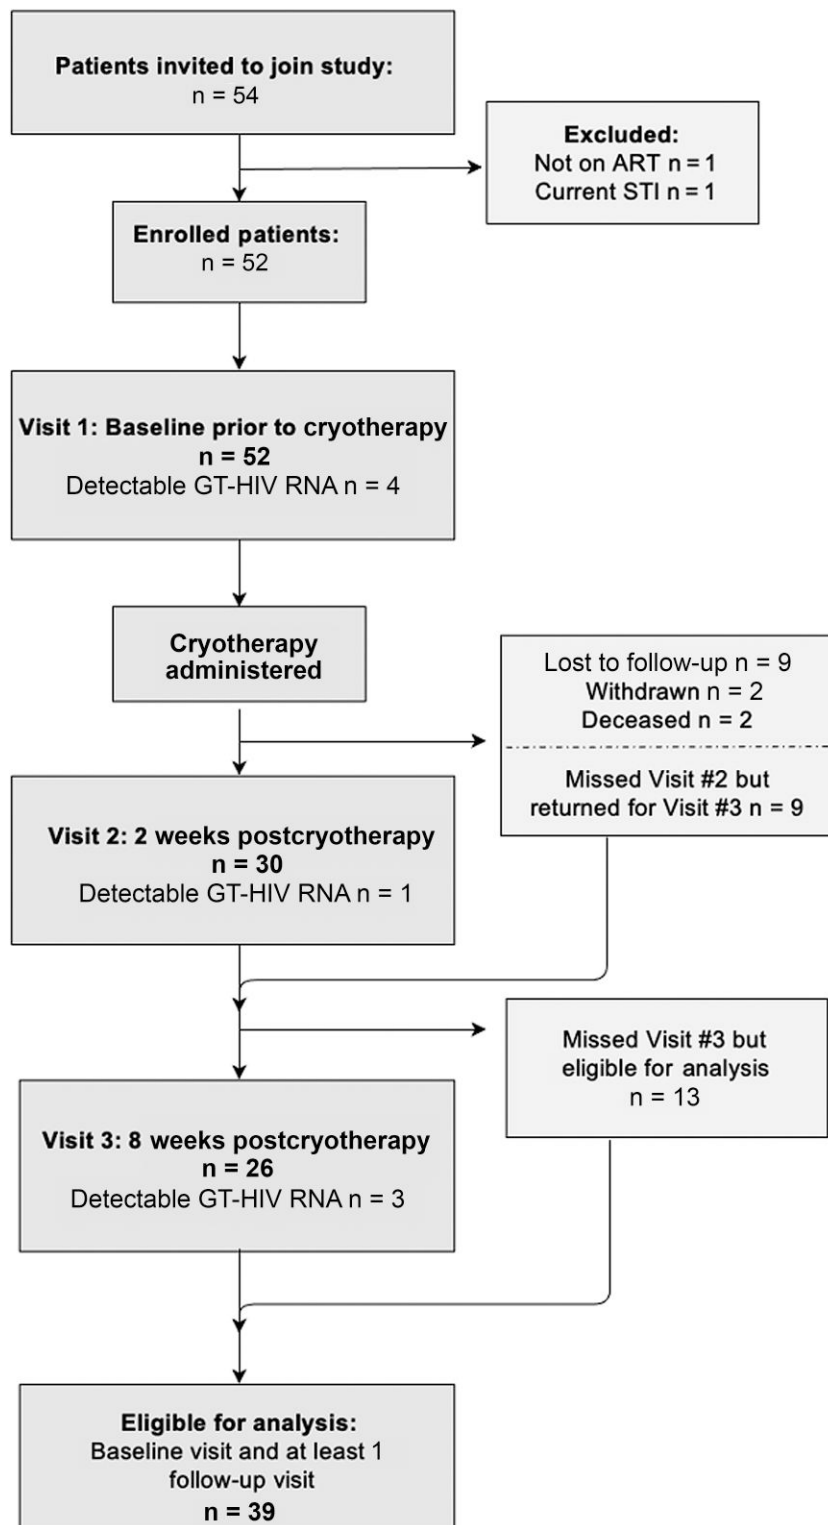 Patients invited to join study:
n = 54
Excluded:
Not on ART n = 1
Current STI n = 1
Enrolled patients:
n = 52
Visit 1: Baseline prior to cryotherapy
n = 52
Detectable GT-HIV RNA n = 4
Cryotherapy
administered
Lost to follow-up n = 9
Withdrawn n = 2
Deceased n = 2
Missed Visit #2 but
returned for Visit #3 n = 9
Visit 2: 2 weeks postcryotherapy
n = 30
Detectable GT-HIV RNA n = 1
Missed Visit #3 but
eligible for analysis
n = 13
Visit 3: 8 weeks postcryotherapy
n = 26
Detectable GT-HIV RNA n = 3
Eligible for analysis:
Baseline visit and at least 1
follow-up visit
n = 39